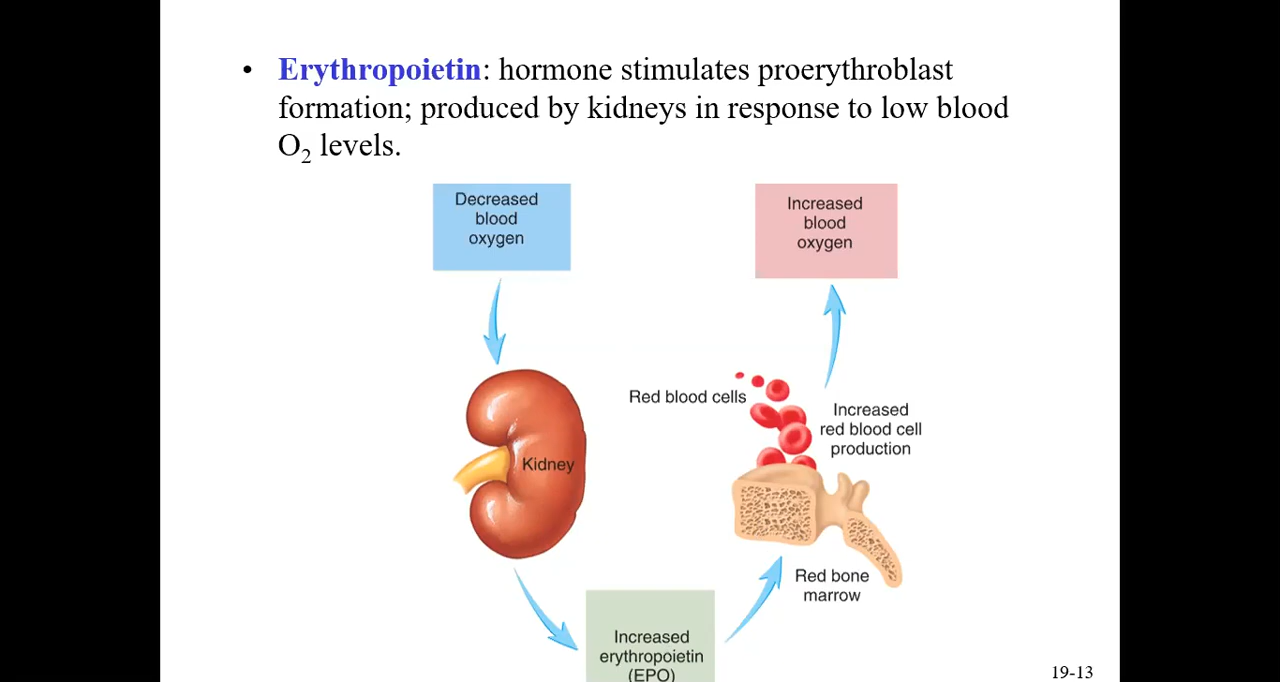 • Erythropoietin: hormone stimulates proerythroblast
formation; produced by kidneys in response to low blood
O₂ levels.
Decreased
blood
oxygen
Increased
blood
oxygen
Red blood cells
Increased
red blood cell
production
Kidney
Red bone
marrow
Increased
erythropoietin
(EPO)
19-13